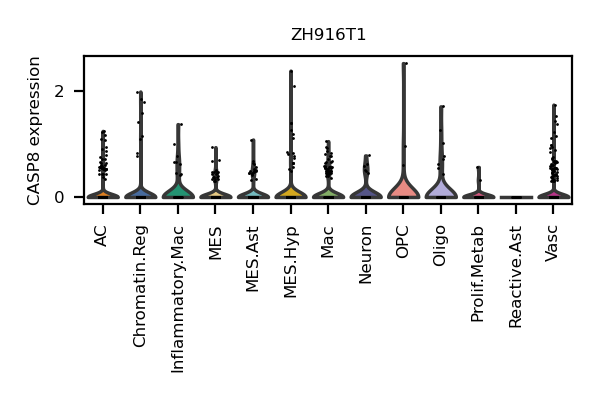 ZH916T1
CASP8 expression
2
0
AC
Chromatin.Reg
Inflammatory.Mac
MES
MES.Ast
MES.Hyp
Mac
Neuron
OPC
Oligo
Prolif.Metab
Reactive.Ast
Vasc